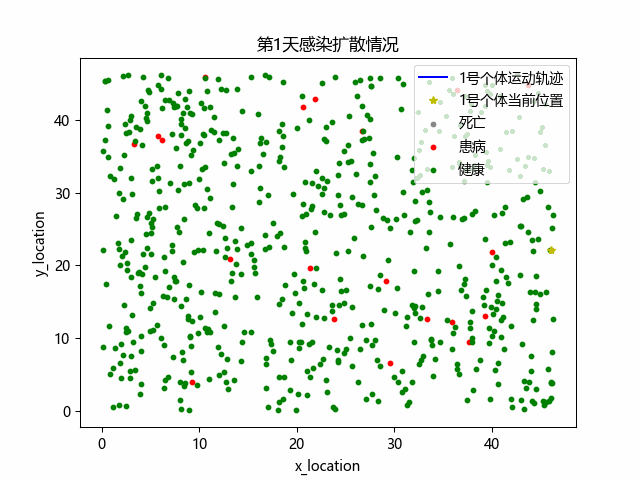 第1天感染扩散情况
1号个体运动轨迹
1号个体当前位置
死亡
患病
健康
y_location
40
30
20
10
0
0 10 20 30 40
x_location